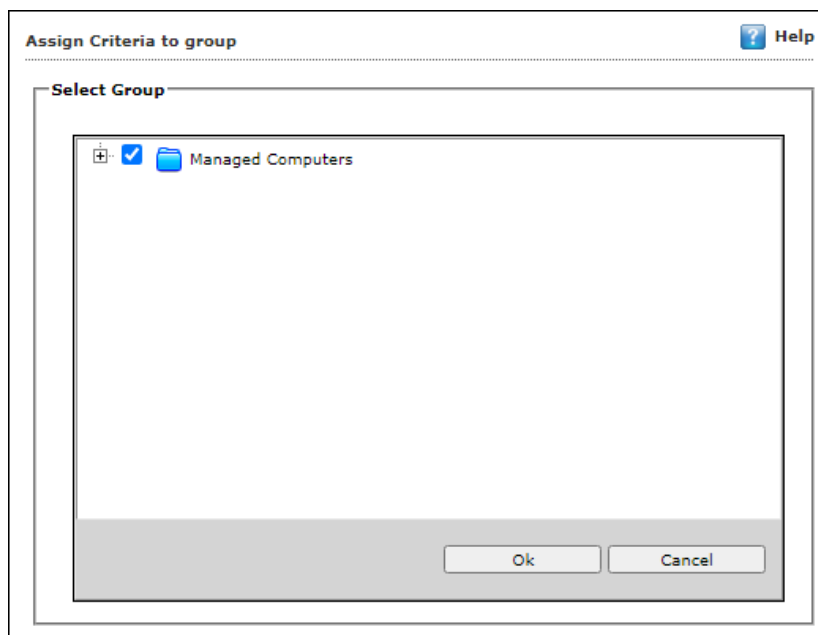 Assign Criteria to group
Help
Select Group
Managed Computers
Ok
Cancel